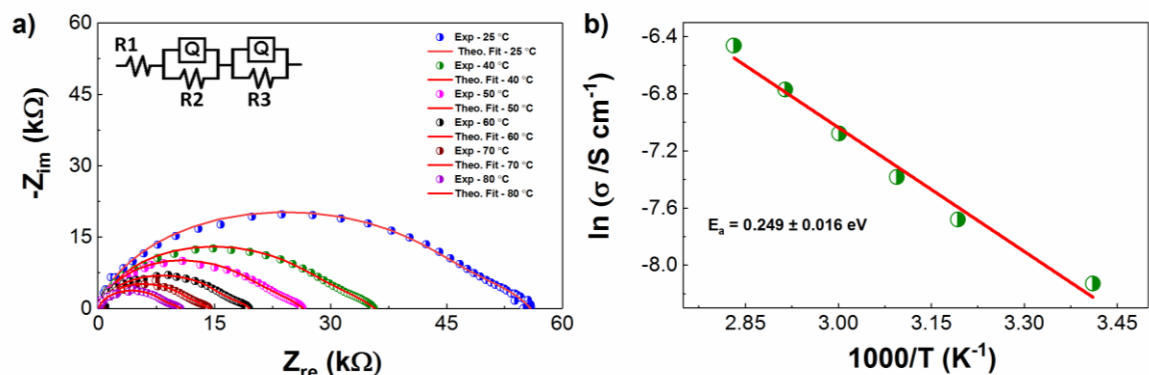 a)
60
45
30
15
0
-Z_im (kΩ)
R1
Q
Q
R2
R3
Exp - 25 °C
Theo. Fit - 25 °C
Exp - 40 °C
Theo. Fit - 40 °C
Exp - 50 °C
Theo. Fit - 50 °C
Exp - 60 °C
Theo. Fit - 60 °C
Exp - 70 °C
Theo. Fit - 70 °C
Exp - 80 °C
Theo. Fit - 80 °C
0 15 30 45 60
Z_re (kΩ)
b)
-6.4
-6.8
-7.2
-7.6
-8.0
ln (σ /S cm⁻¹)
E_a = 0.249 ± 0.016 eV
2.85 3.00 3.15 3.30 3.45
1000/T (K⁻¹)